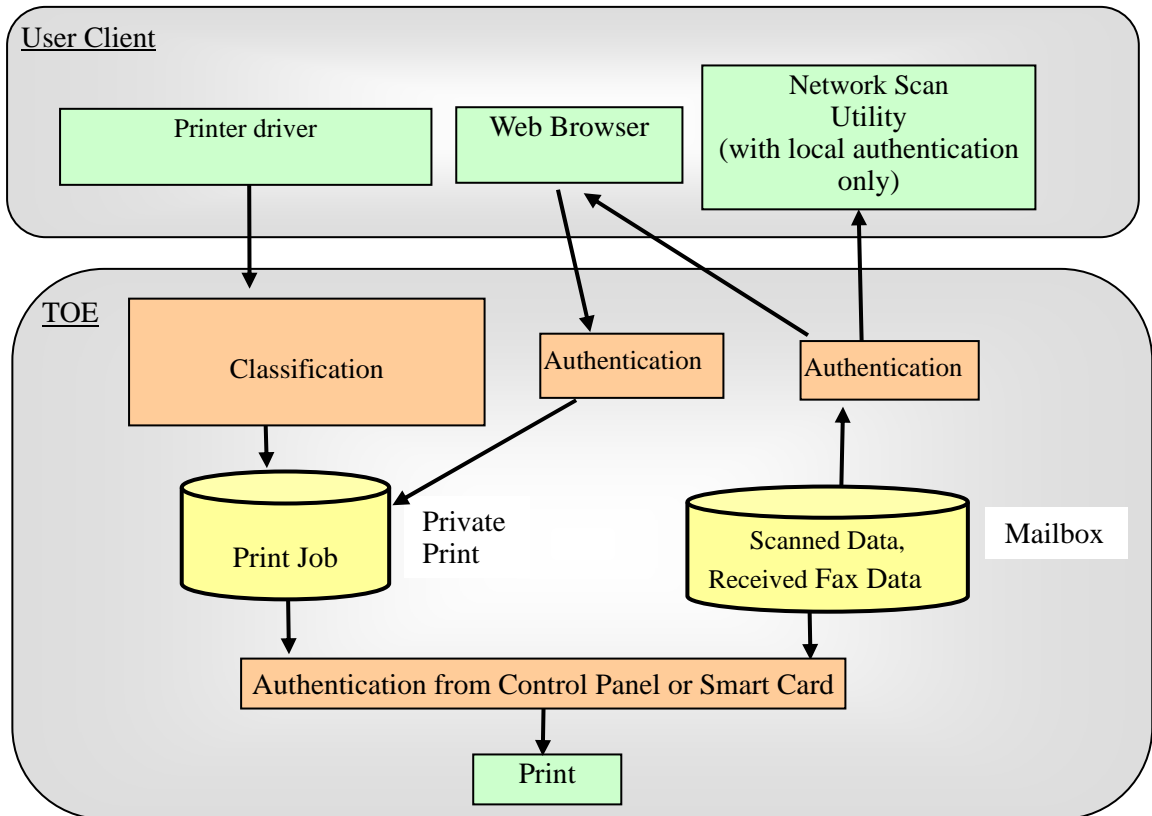 User Client
Printer driver
Web Browser
Network Scan
Utility
(with local authentication
only)
TOE
Classification
Authentication
Authentication
Print Job
Private
Print
Scanned Data,
Received Fax Data
Mailbox
Authentication from Control Panel or Smart Card
Print